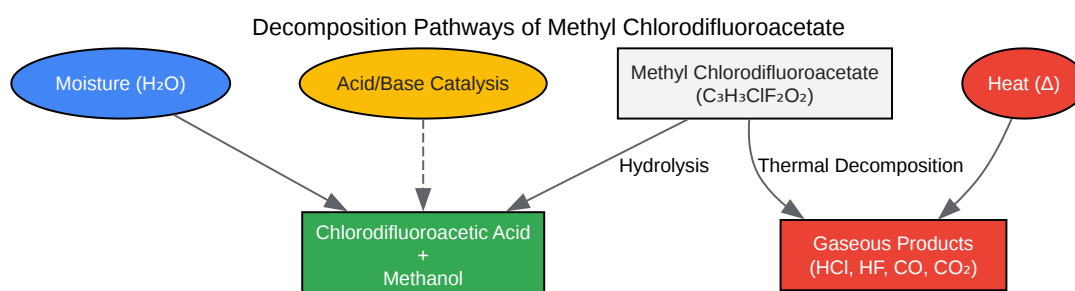 Decomposition Pathways of Methyl Chlorodifluoroacetate
Moisture (H₂O)
Acid/Base Catalysis
Methyl Chlorodifluoroacetate
(C₃H₃ClF₂O₂)
Heat (Δ)
Hydrolysis
Thermal Decomposition
Chlorodifluoroacetic Acid
+
Methanol
Gaseous Products
(HCl, HF, CO, CO₂)